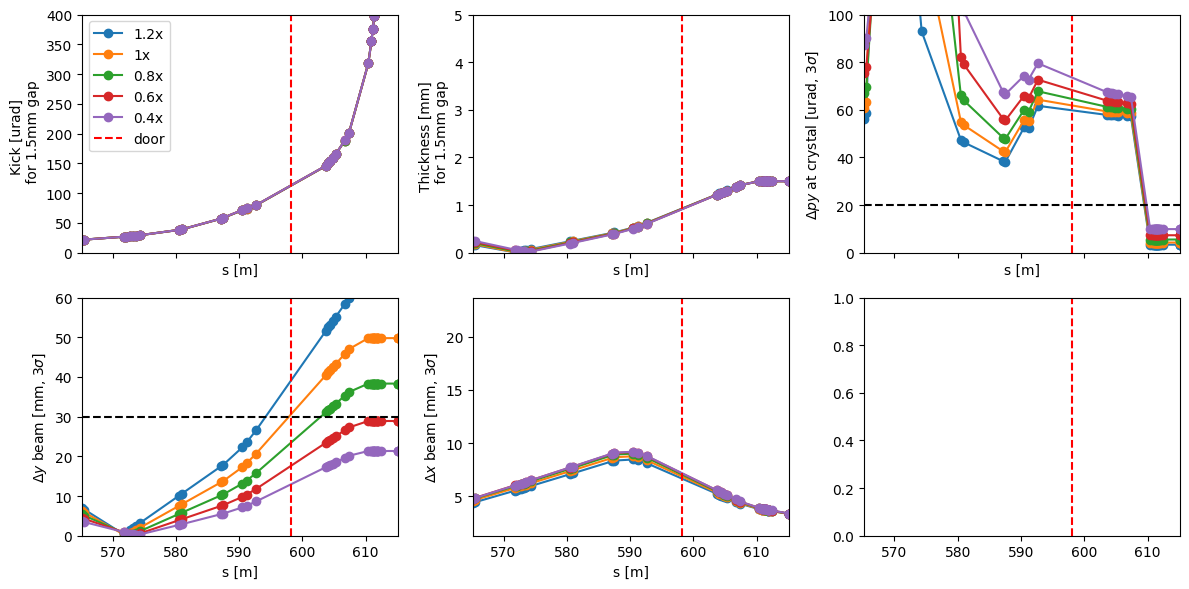 Kick [urad]
for 1.5mm gap
400
350
300
250
200
150
100
50
0
1.2x
1x
0.8x
0.6x
0.4x
door
s [m]
Thickness [mm]
for 1.5mm gap
5
4
3
2
1
0
s [m]
Δpy at crystal [urad, 3σ]
100
80
60
40
20
0
s [m]
Δy beam [mm, 3σ]
60
50
40
30
20
10
0
570 580 590 600 610
s [m]
Δx beam [mm, 3σ]
20
15
10
5
570 580 590 600 610
s [m]
1.0
0.8
0.6
0.4
0.2
0.0
570 580 590 600 610